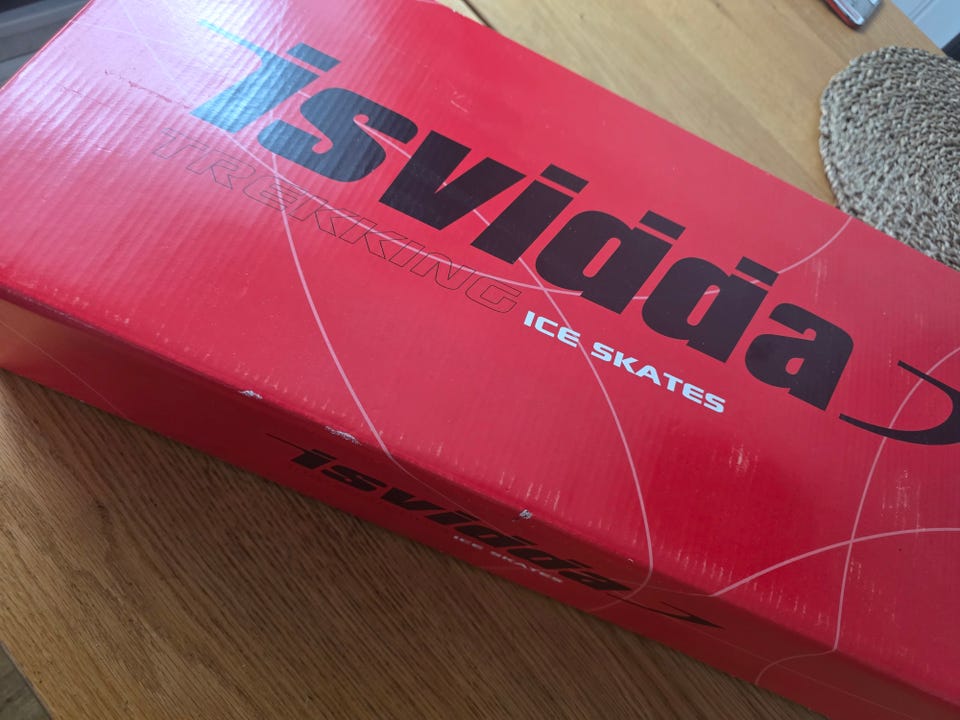 isvidda
TREKKING
ICE SKATES
isvidda
ICE SKATES